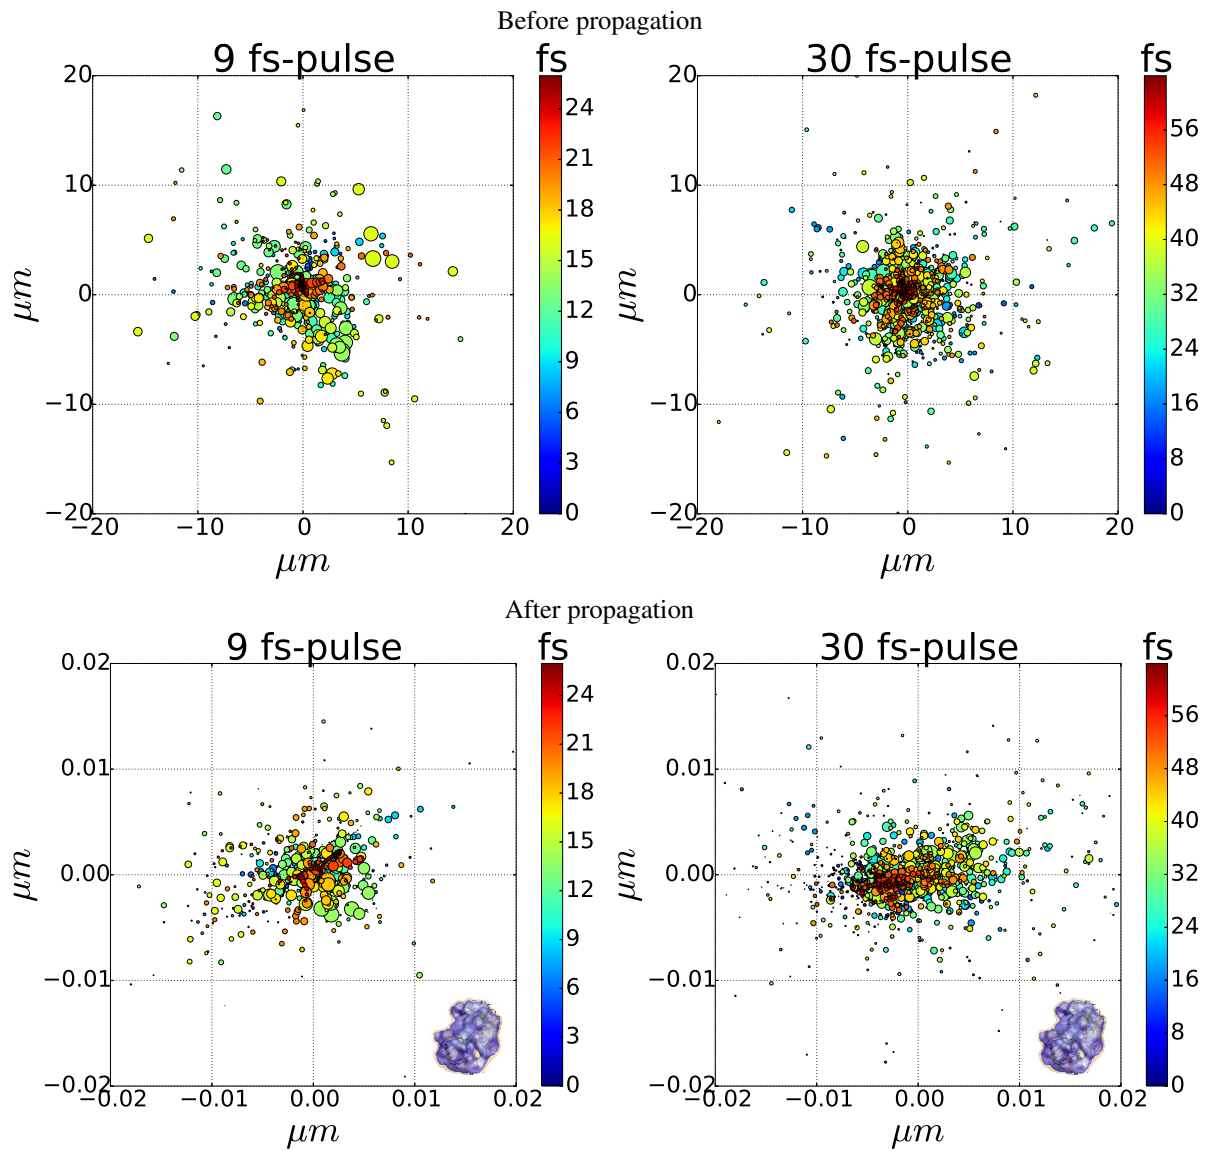 Before propagation
9 fs-pulse
fs
20
10
0
−10
−20
−20 −10 0 10 20
μm
μm
24
21
18
15
12
9
6
3
0
30 fs-pulse
fs
20
10
0
−10
−20
−20 −10 0 10 20
μm
μm
56
48
40
32
24
16
8
0
After propagation
9 fs-pulse
fs
0.02
0.01
0.00
−0.01
−0.02
−0.02 −0.01 0.00 0.01 0.02
μm
μm
24
21
18
15
12
9
6
3
0
30 fs-pulse
fs
0.02
0.01
0.00
−0.01
−0.02
−0.02 −0.01 0.00 0.01 0.02
μm
μm
56
48
40
32
24
16
8
0